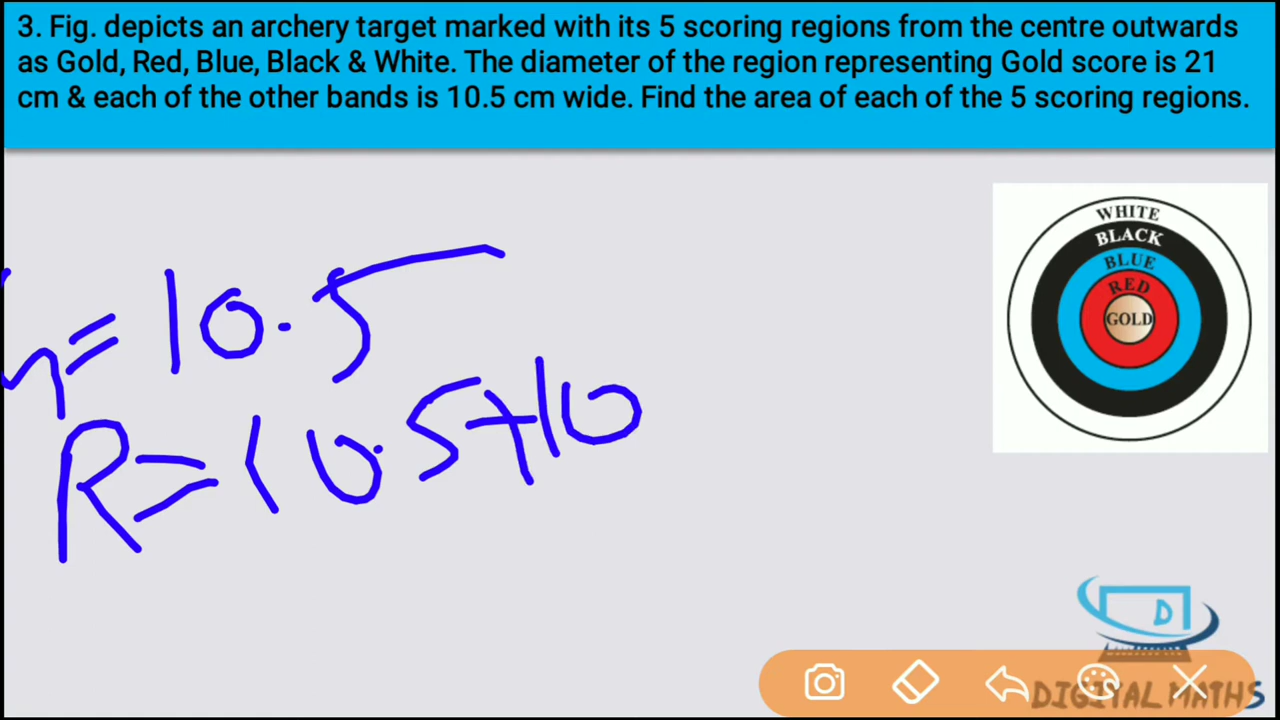 3. Fig. depicts an archery target marked with its 5 scoring regions from the centre outwards
as Gold, Red, Blue, Black & White. The diameter of the region representing Gold score is 21
cm & each of the other bands is 10.5 cm wide. Find the area of each of the 5 scoring regions.
WHITE
BLACK
BLUE
RED
GOLD
= 10.5
R = 10.5+10
D
DIGITAL MATHS